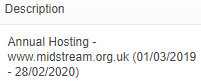 Description
Annual Hosting -
www.midstream.org.uk (01/03/2019
- 28/02/2020)